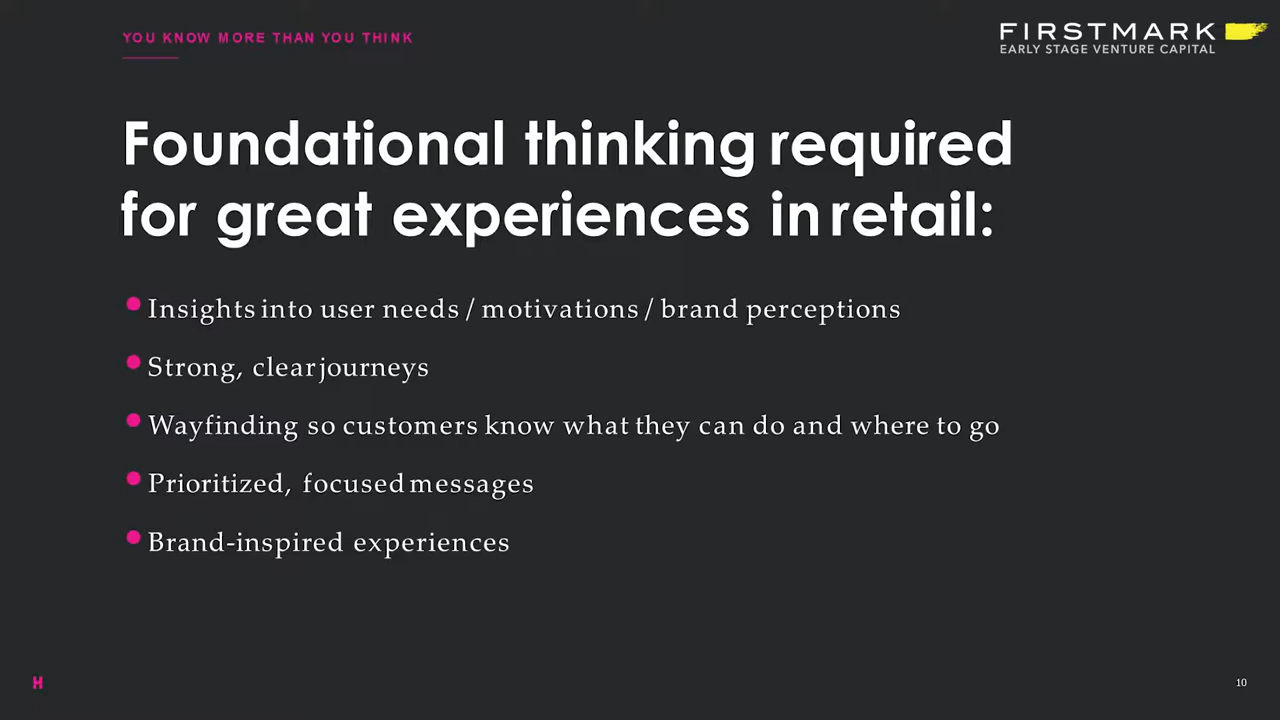 YOU KNOW MORE THAN YOU THINK
FIRSTMARK
EARLY STAGE VENTURE CAPITAL
Foundational thinking required
for great experiences in retail:
Insights into user needs / motivations / brand perceptions
Strong, clear journeys
Wayfinding so customers know what they can do and where to go
Prioritized, focused messages
Brand-inspired experiences
H
10